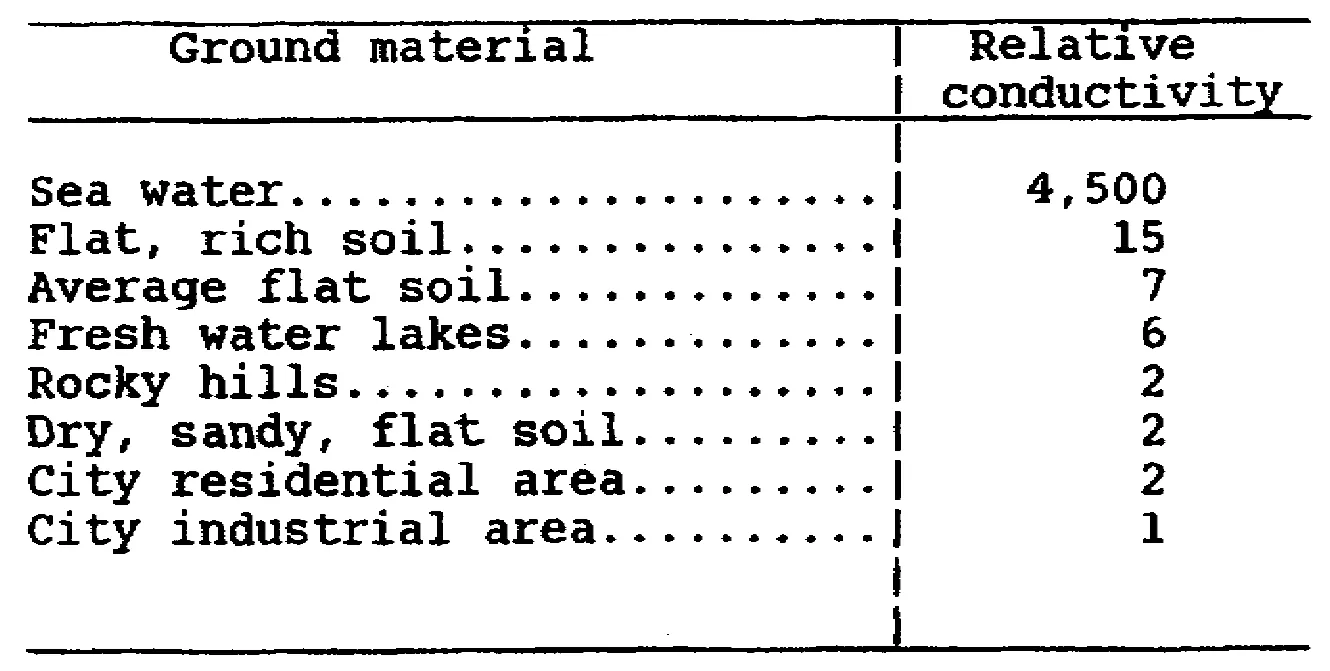 Ground material | Relative
conductivity
Sea water..................... | 4,500
Flat, rich soil............... | 15
Average flat soil............. | 7
Fresh water lakes............. | 6
Rocky hills................... | 2
Dry, sandy, flat soil......... | 2
City residential area......... | 2
City industrial area.......... | 1